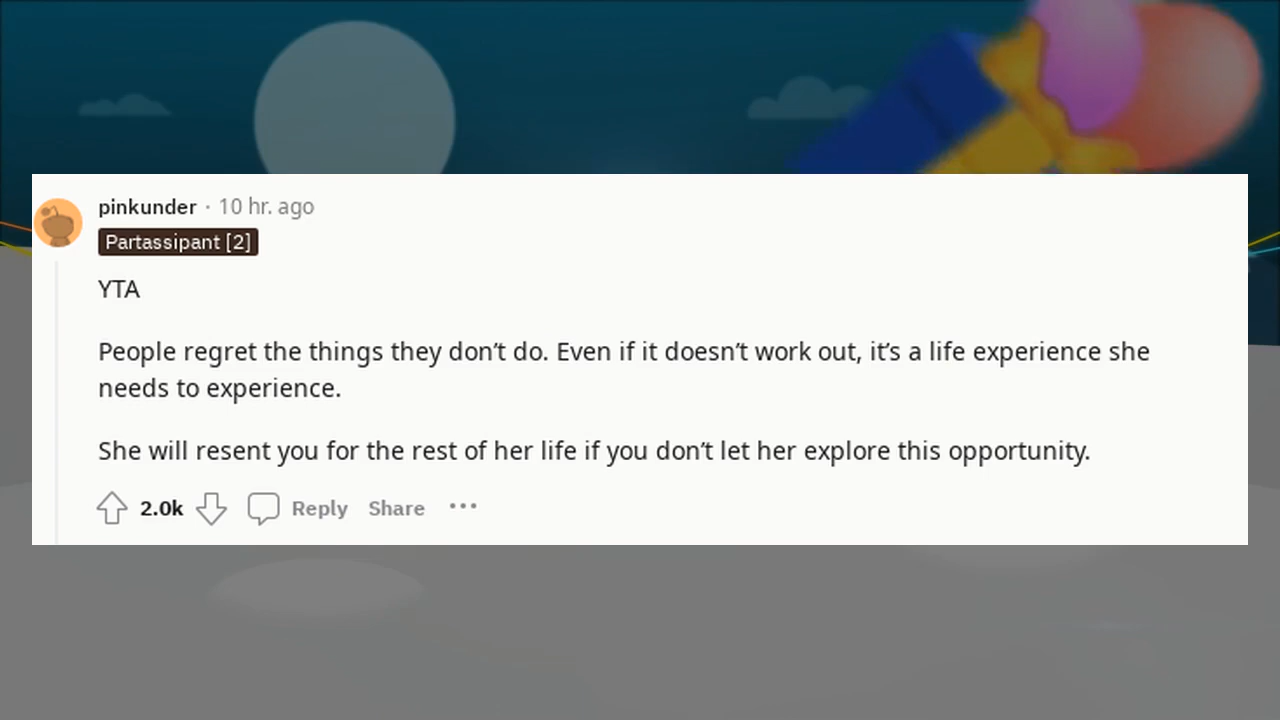 pinkunder · 10 hr. ago
Partassipant [2]
YTA
People regret the things they don’t do. Even if it doesn’t work out, it’s a life experience she
needs to experience.
She will resent you for the rest of her life if you don’t let her explore this opportunity.
2.0k Reply Share ···